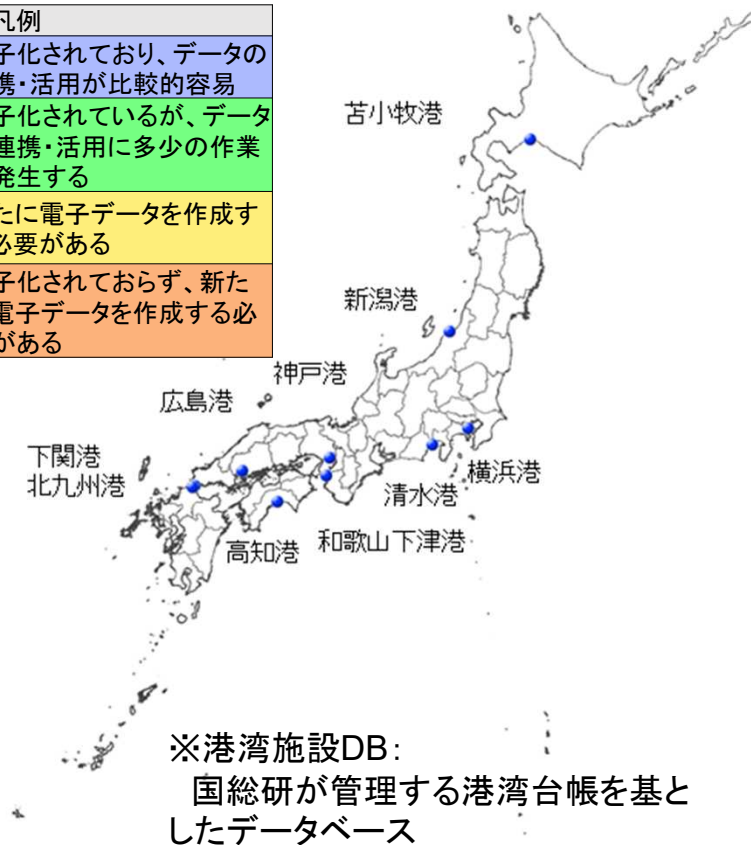 凡例
子化されており、データの
携・活用が比較的容易
子化されているが、データ
連携・活用に多少の作業
発生する
たに電子データを作成す
必要がある
子化されておらず、新た
電子データを作成する必
がある
苫小牧港
新潟港
神戸港
広島港
下関港
北九州港
横浜港
清水港
和歌山下津港
高知港
※港湾施設DB:
国総研が管理する港湾台帳を基と
したデータベース